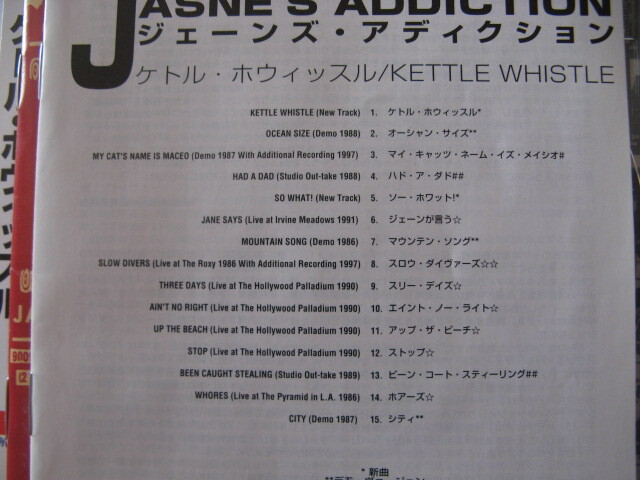 JASNE'S ADDICTION
ジェーンズ・アディクション
ケトル・ホウィッスル/KETTLE WHISTLE
KETTLE WHISTLE (New Track) 1. ケトル・ホウィッスル*
OCEAN SIZE (Demo 1988) 2. オーシャン・サイズ**
MY CAT'S NAME IS MACEO (Demo 1987 With Additional Recording 1997) 3. マイ・キャッツ・ネーム・イズ・メイシオ#
HAD A DAD (Studio Out-take 1988) 4. ハド・ア・ダド##
SO WHAT! (New Track) 5. ソー・ホワット!*
JANE SAYS (Live at Irvine Meadows 1991) 6. ジェーンが言う☆
MOUNTAIN SONG (Demo 1986) 7. マウンテン・ソング**
SLOW DIVERS (Live at The Roxy 1986 With Additional Recording 1997) 8. スロウ・ダイヴァーズ☆☆
THREE DAYS (Live at The Hollywood Palladium 1990) 9. スリー・デイズ☆
AIN'T NO RIGHT (Live at The Hollywood Palladium 1990) 10. エイント・ノー・ライト☆
UP THE BEACH (Live at The Hollywood Palladium 1990) 11. アップ・ザ・ビーチ☆
STOP (Live at The Hollywood Palladium 1990) 12. ストップ☆
BEEN CAUGHT STEALING (Studio Out-take 1989) 13. ビーン・コート・スティーリング##
WHORES (Live at The Pyramid in L.A. 1986) 14. ホアーズ☆
CITY (Demo 1987) 15. シティ**
* 新曲